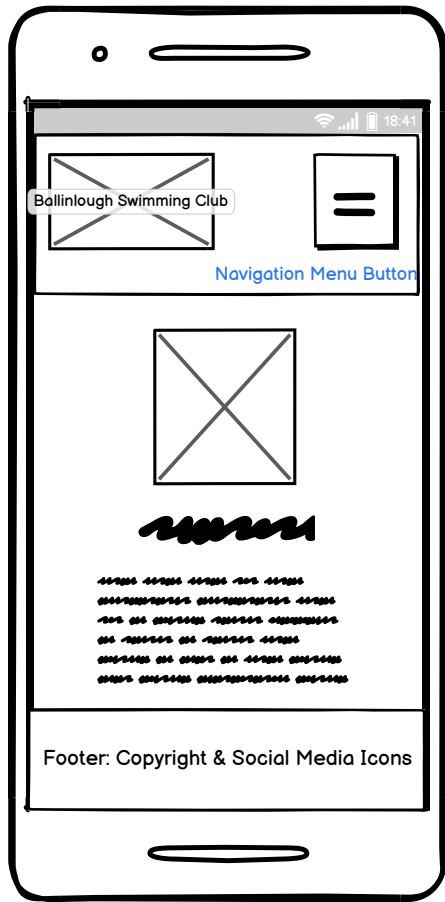 18:41
Ballinlough Swimming Club
Navigation Menu Button
Footer: Copyright & Social Media Icons